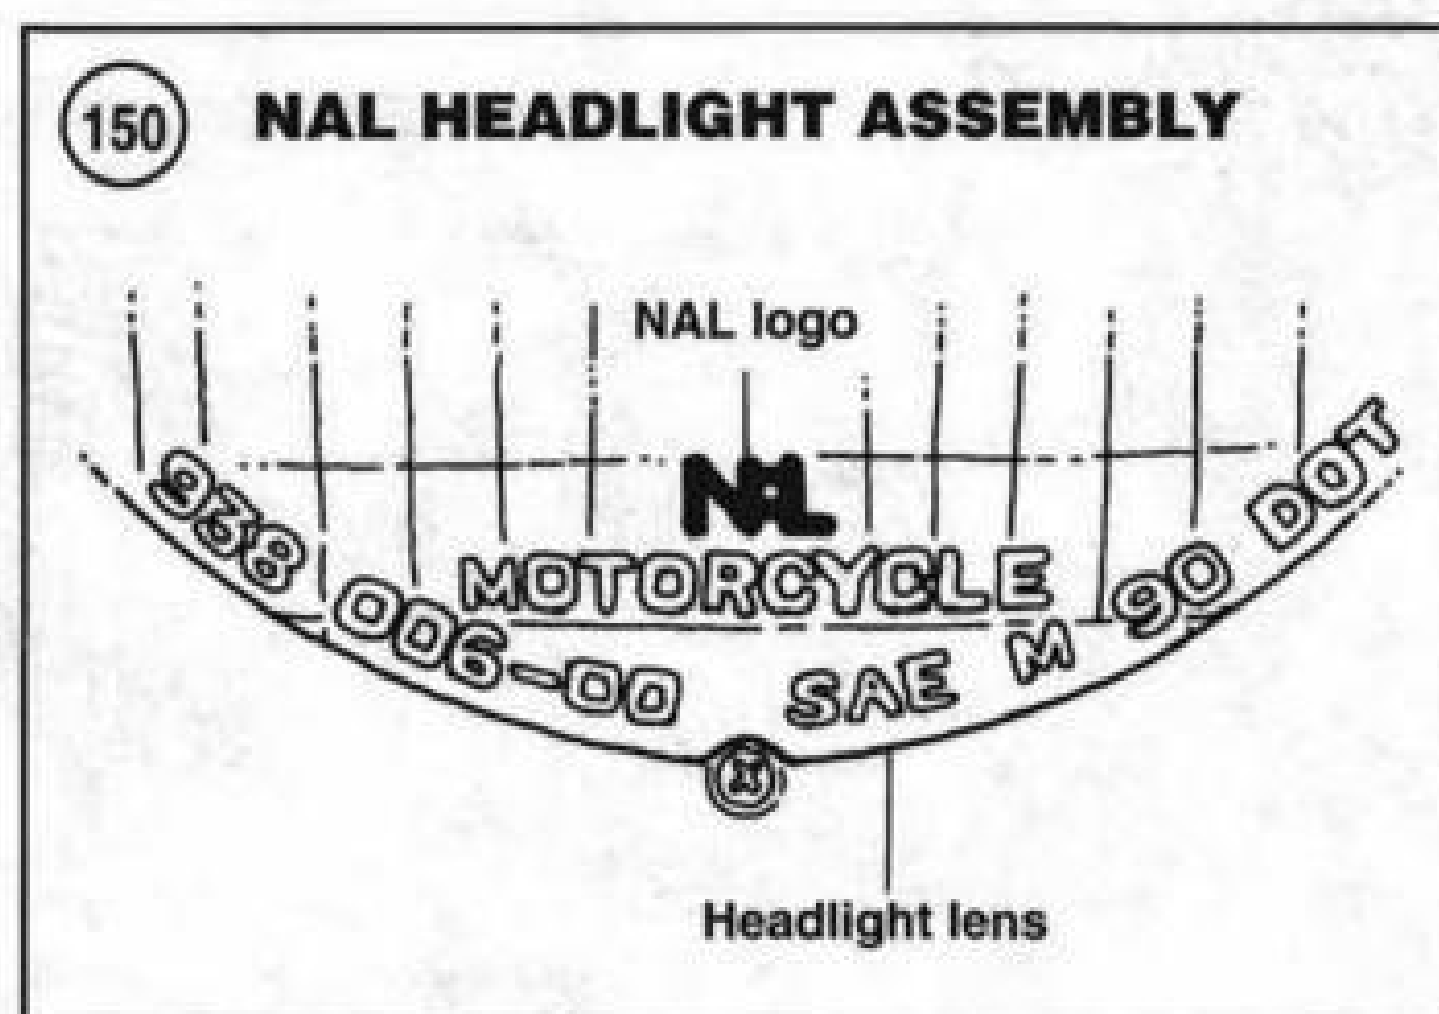 150 NAL HEADLIGHT ASSEMBLY
NAL logo
NAL
MOTORCYCLE
938 006-00 SAE M 90 DOT
Headlight lens